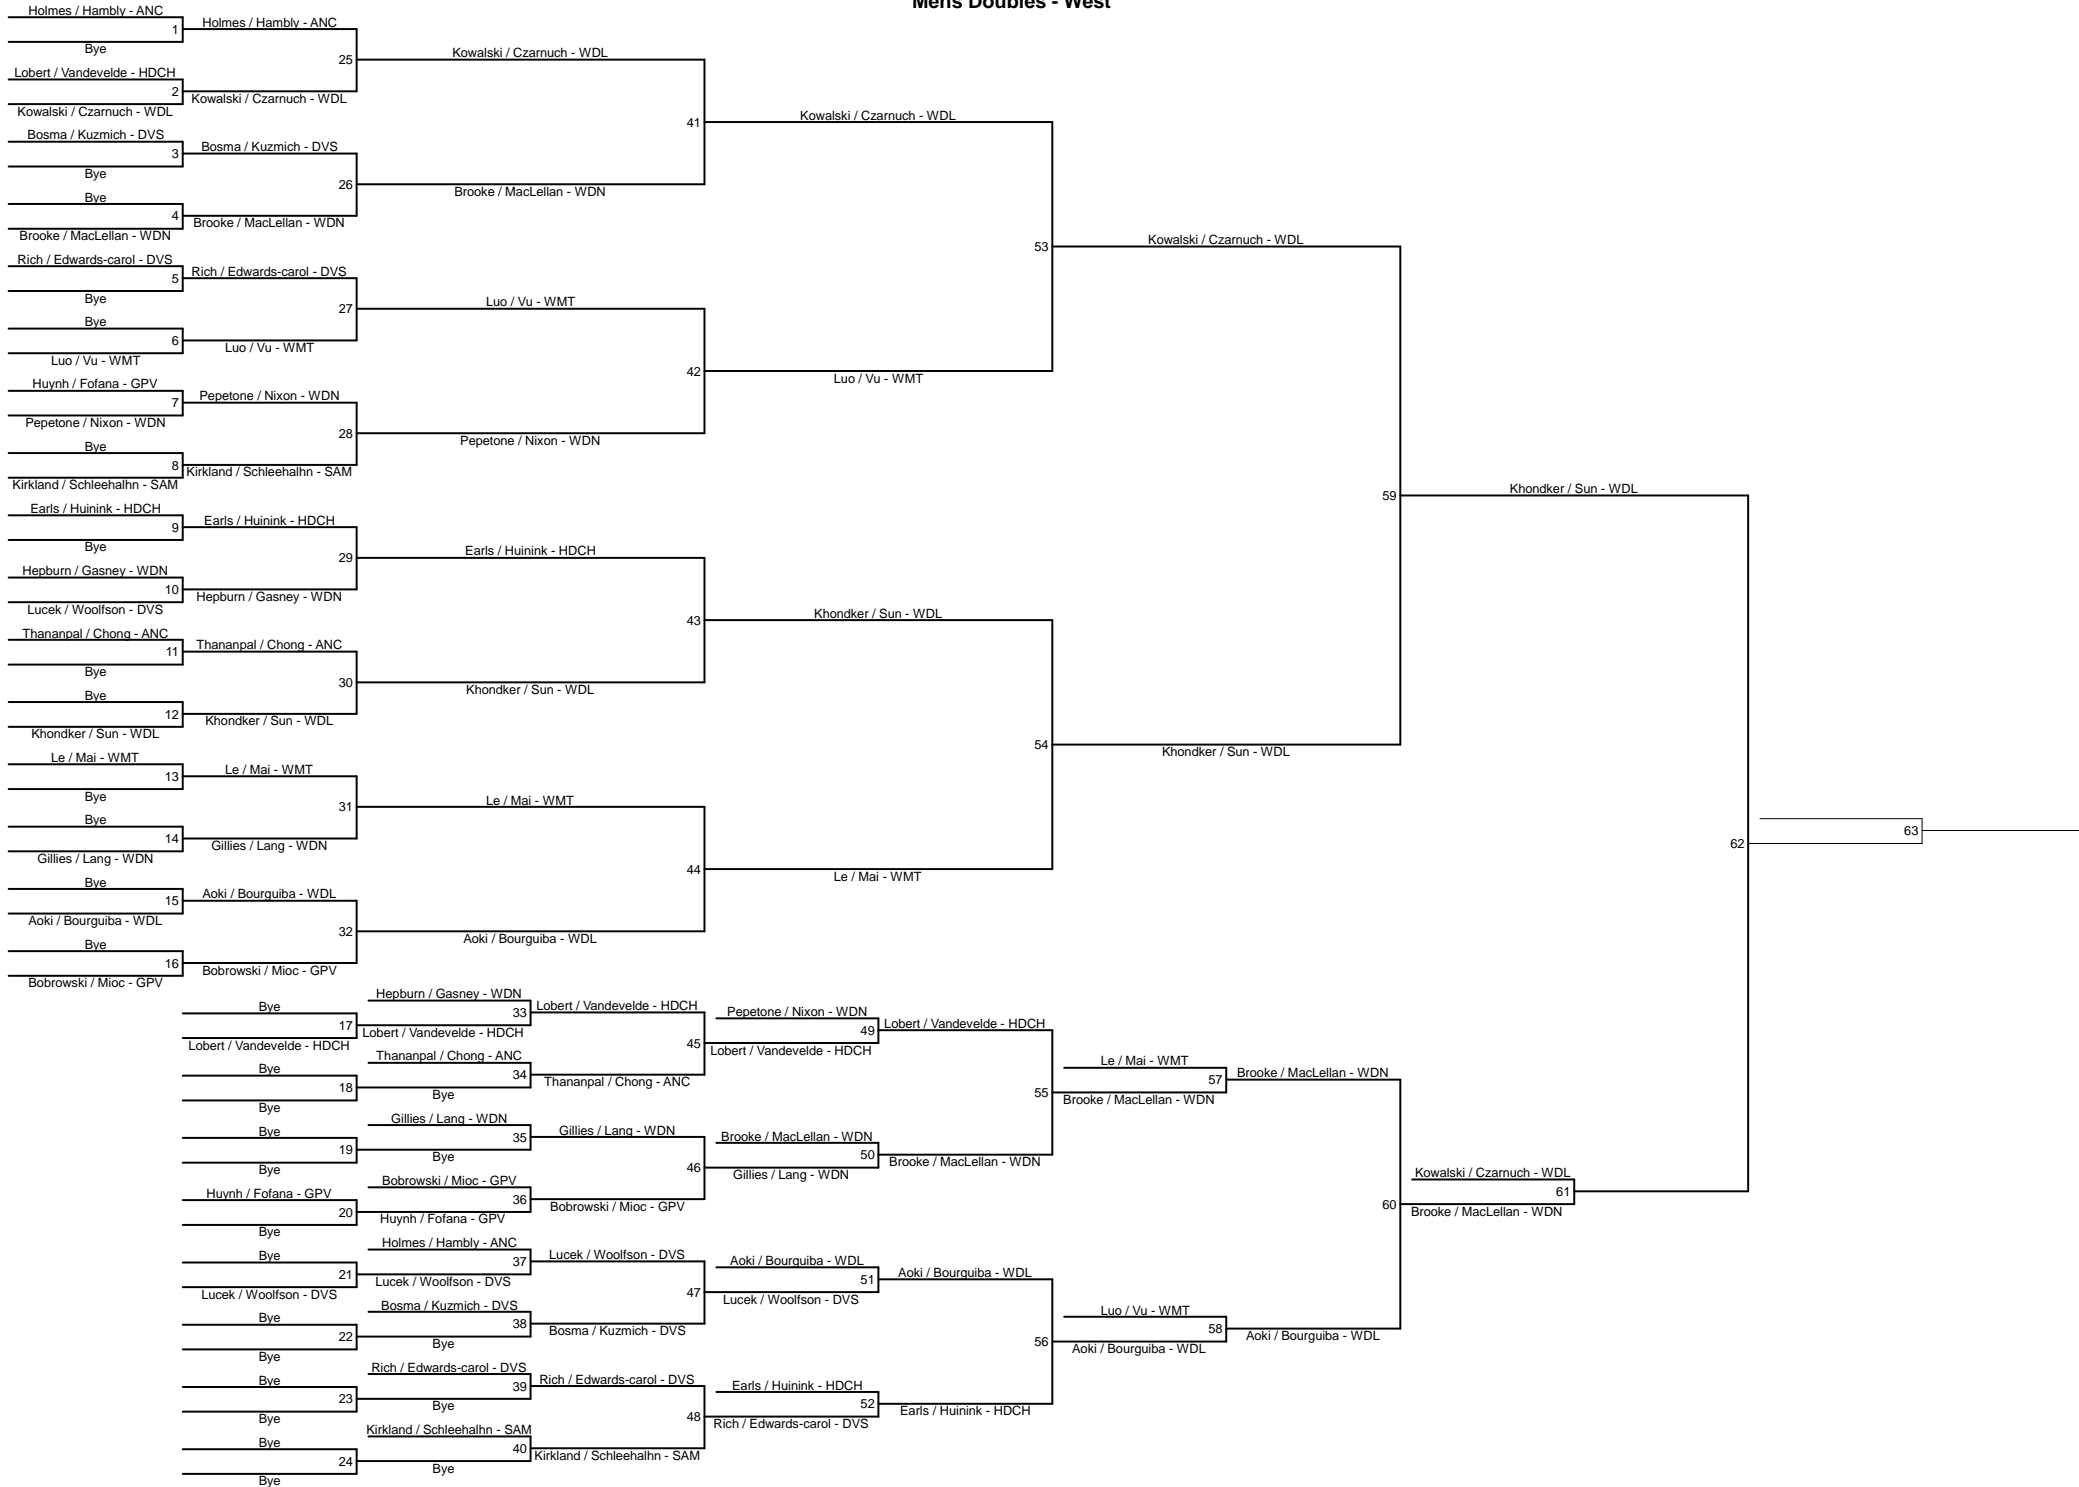 Mens Doubles - West
Holmes / Hambly - ANC
1
Bye
Lobert / Vandevelde - HDCH
2
Kowalski / Czarnuch - WDL
Bosma / Kuzmich - DVS
3
Bye
Bye
4
Brooke / MacLellan - WDN
Rich / Edwards-carol - DVS
5
Bye
Bye
6
Luo / Vu - WMT
Huynh / Fofana - GPV
7
Pepetone / Nixon - WDN
Bye
8
Kirkland / Schleehalhn - SAM
Earls / Huinink - HDCH
9
Bye
Hepburn / Gasney - WDN
10
Lucek / Woolfson - DVS
Thananpal / Chong - ANC
11
Bye
Bye
12
Khondker / Sun - WDL
Le / Mai - WMT
13
Bye
Bye
14
Gillies / Lang - WDN
Bye
15
Aoki / Bourguiba - WDL
Bye
16
Bobrowski / Mioc - GPV
Holmes / Hambly - ANC
25
Kowalski / Czarnuch - WDL
Bosma / Kuzmich - DVS
26
Brooke / MacLellan - WDN
Rich / Edwards-carol - DVS
27
Luo / Vu - WMT
Pepetone / Nixon - WDN
28
Kirkland / Schleehalhn - SAM
Earls / Huinink - HDCH
29
Hepburn / Gasney - WDN
Thananpal / Chong - ANC
30
Khondker / Sun - WDL
Le / Mai - WMT
31
Gillies / Lang - WDN
Aoki / Bourguiba - WDL
32
Bobrowski / Mioc - GPV
Kowalski / Czarnuch - WDL
41
Brooke / MacLellan - WDN
Luo / Vu - WMT
42
Pepetone / Nixon - WDN
Earls / Huinink - HDCH
43
Khondker / Sun - WDL
Le / Mai - WMT
44
Aoki / Bourguiba - WDL
Kowalski / Czarnuch - WDL
53
Luo / Vu - WMT
Khondker / Sun - WDL
54
Le / Mai - WMT
Kowalski / Czarnuch - WDL
59
Khondker / Sun - WDL
Khondker / Sun - WDL
62
63
Bye
17
Lobert / Vandevelde - HDCH
Bye
18
Bye
Bye
19
Bye
Huynh / Fofana - GPV
20
Bye
Bye
21
Lucek / Woolfson - DVS
Bye
22
Bye
Bye
23
Bye
Bye
24
Bye
Hepburn / Gasney - WDN
33
Lobert / Vandevelde - HDCH
Thananpal / Chong - ANC
34
Bye
Gillies / Lang - WDN
35
Bye
Bobrowski / Mioc - GPV
36
Huynh / Fofana - GPV
Holmes / Hambly - ANC
37
Lucek / Woolfson - DVS
Bosma / Kuzmich - DVS
38
Bye
Rich / Edwards-carol - DVS
39
Bye
Kirkland / Schleehalhn - SAM
40
Bye
Lobert / Vandevelde - HDCH
45
Thananpal / Chong - ANC
Gillies / Lang - WDN
46
Bobrowski / Mioc - GPV
Lucek / Woolfson - DVS
47
Bosma / Kuzmich - DVS
Rich / Edwards-carol - DVS
48
Kirkland / Schleehalhn - SAM
Pepetone / Nixon - WDN
49
Lobert / Vandevelde - HDCH
Brooke / MacLellan - WDN
50
Gillies / Lang - WDN
Aoki / Bourguiba - WDL
51
Lucek / Woolfson - DVS
Earls / Huinink - HDCH
52
Rich / Edwards-carol - DVS
Lobert / Vandevelde - HDCH
55
Brooke / MacLellan - WDN
Aoki / Bourguiba - WDL
56
Earls / Huinink - HDCH
Le / Mai - WMT
57
Brooke / MacLellan - WDN
Luo / Vu - WMT
58
Aoki / Bourguiba - WDL
Brooke / MacLellan - WDN
60
Aoki / Bourguiba - WDL
Kowalski / Czarnuch - WDL
61
Brooke / MacLellan - WDN